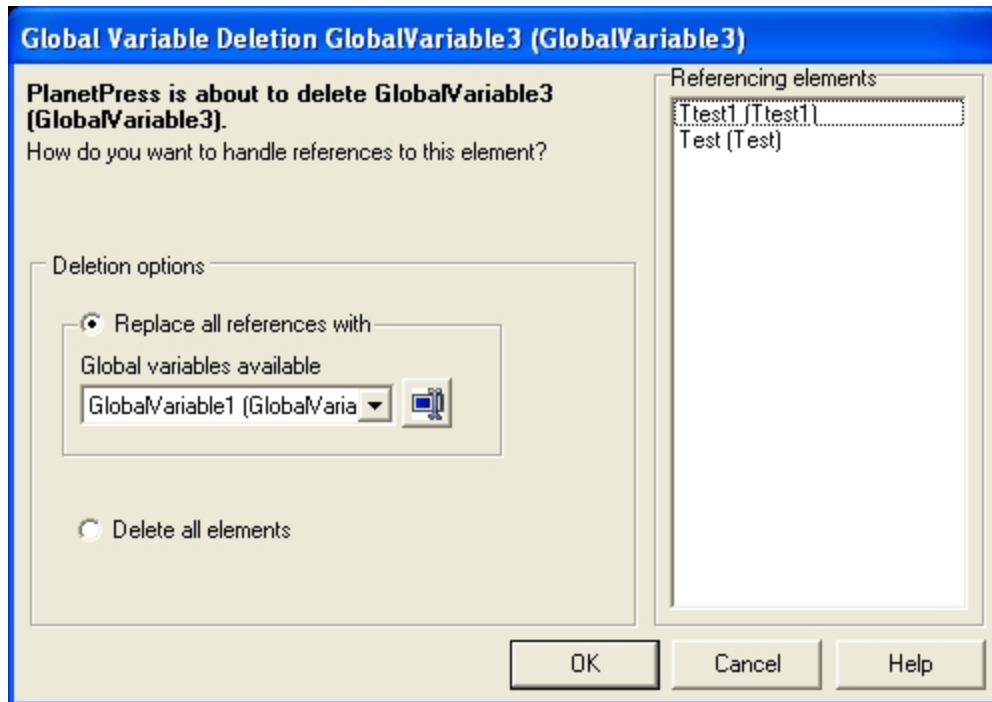 Global Variable Deletion GlobalVariable3 (GlobalVariable3)
PlanetPress is about to delete GlobalVariable3
(GlobalVariable3).
How do you want to handle references to this element?
Deletion options
Replace all references with
Global variables available
GlobalVariable1 (GlobalVaria
Delete all elements
Referencing elements
Ttest1 (Ttest1)
Test (Test)
OK
Cancel
Help